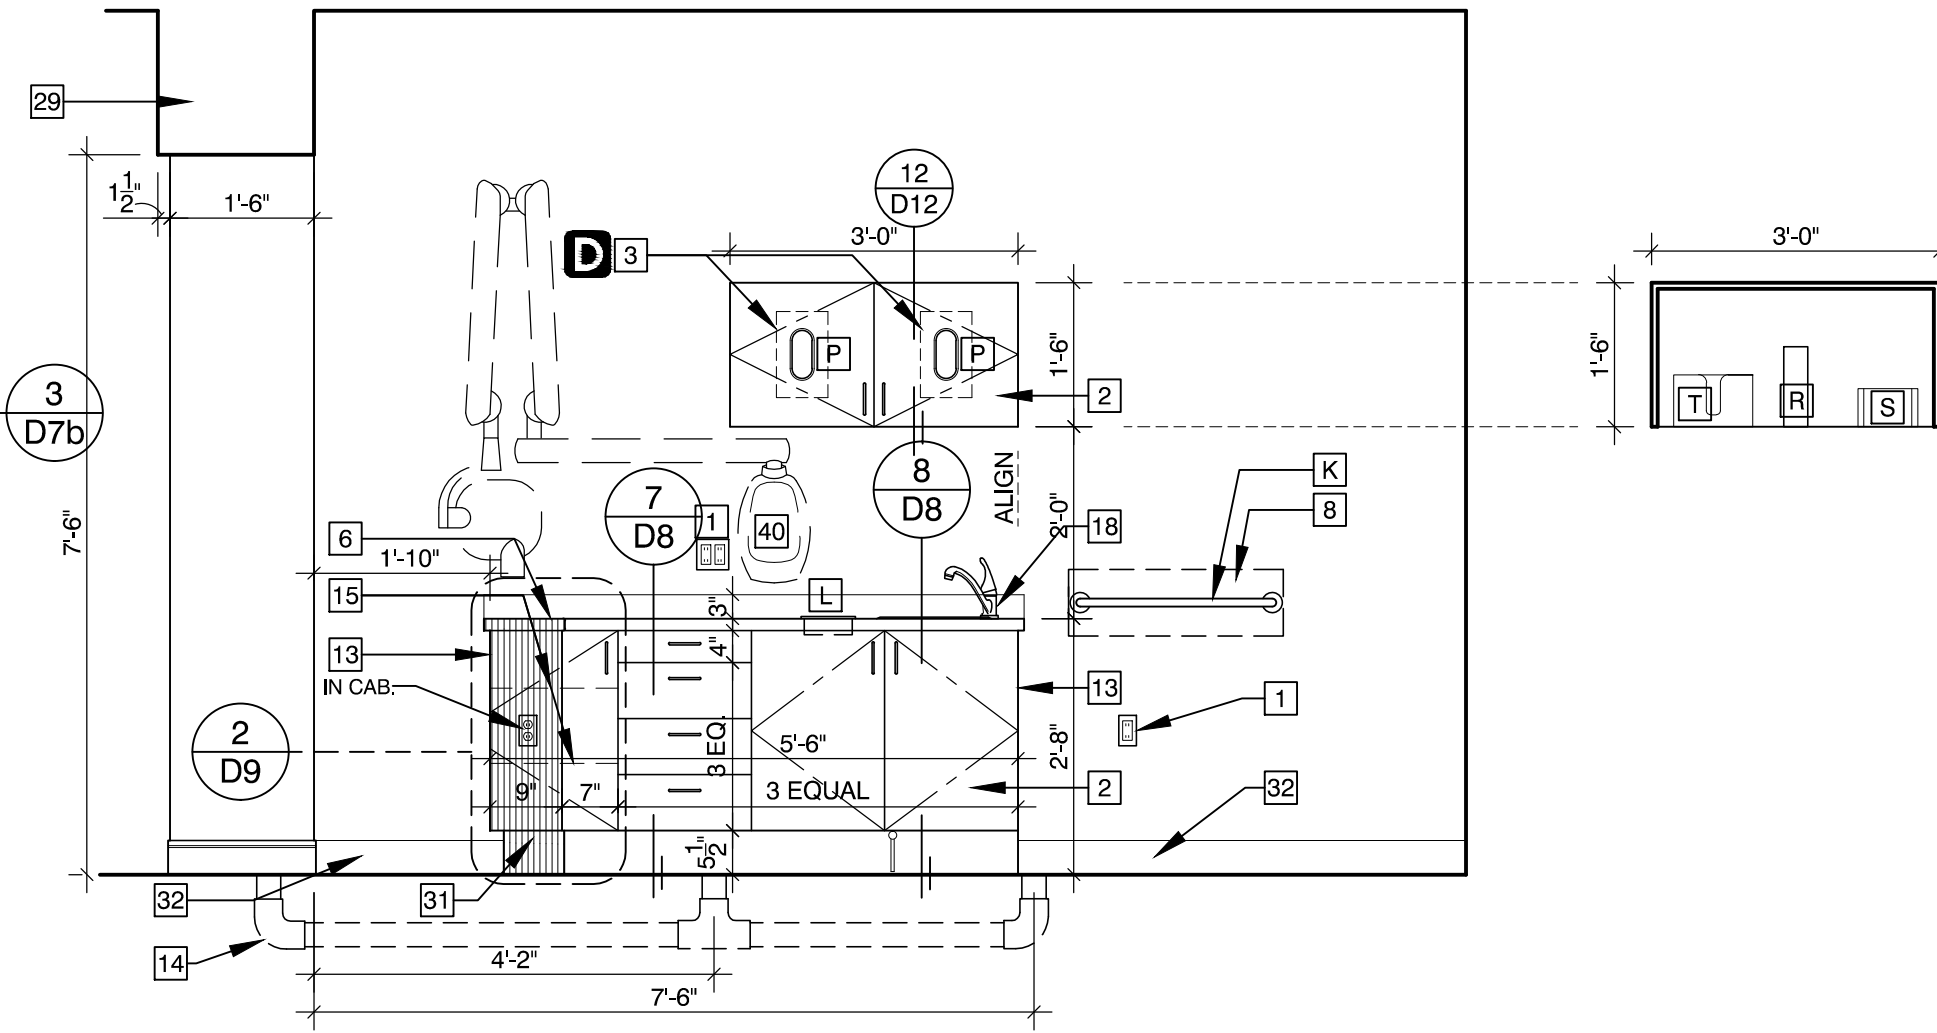 29
1 1/2"
1'-6"
12
D12
3'-0"
3'-0"
D
3
P
P
1'-6"
1'-6"
2
T
R
S
3
D7b
7'-6"
7
D8
1
40
8
D8
ALIGN
2'-0"
18
K
8
6
1'-10"
15
3"
L
13
IN CAB.
4"
13
1
2
D9
3 EQ.
5'-6"
2'-8"
9"
7"
3 EQUAL
2
32
5 1/2"
32
31
14
4'-2"
7'-6"